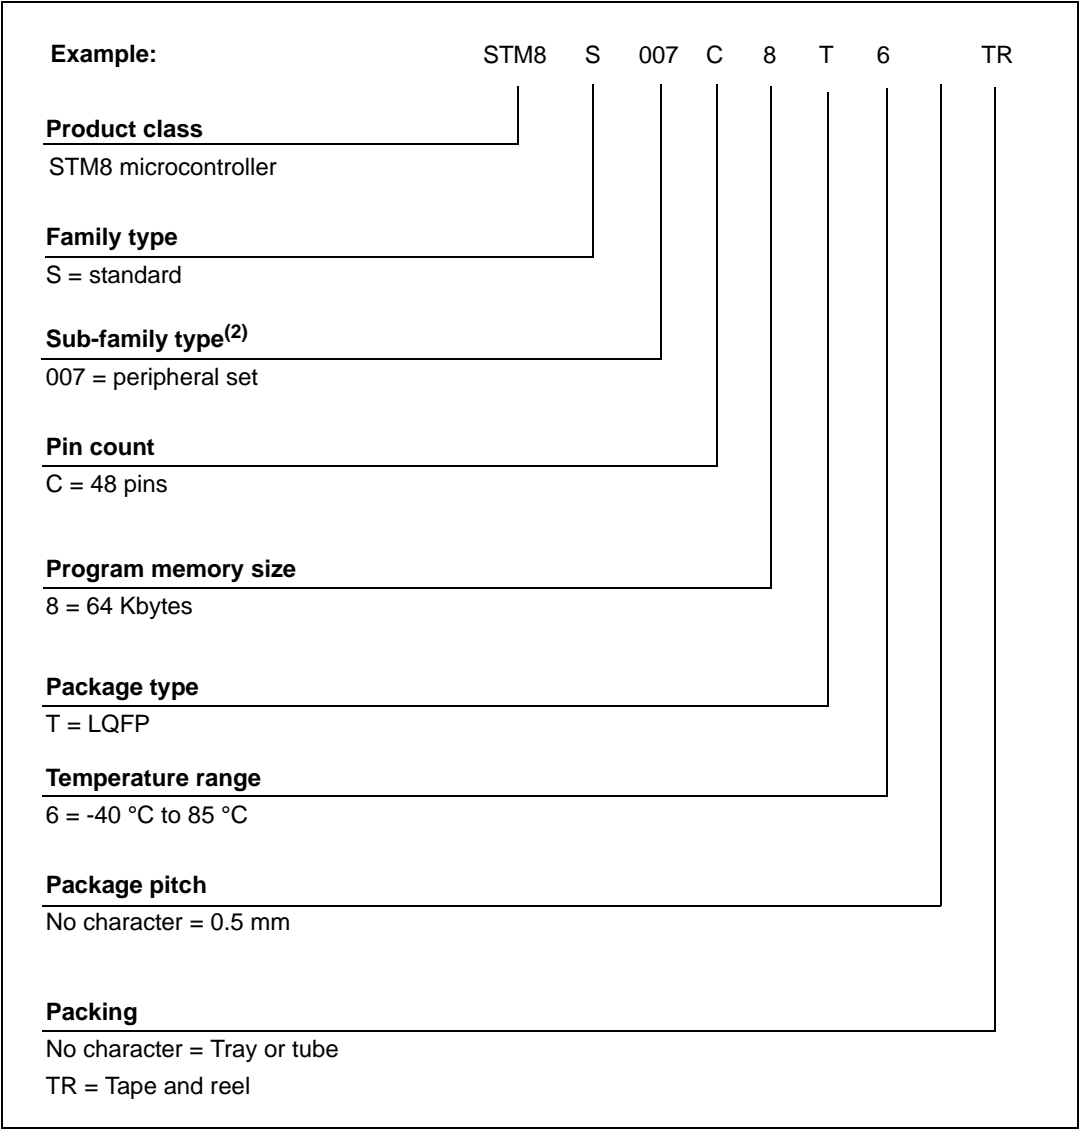 Example: STM8 S 007 C 8 T 6 TR
Product class
STM8 microcontroller
Family type
S = standard
Sub-family type(2)
007 = peripheral set
Pin count
C = 48 pins
Program memory size
8 = 64 Kbytes
Package type
T = LQFP
Temperature range
6 = -40 °C to 85 °C
Package pitch
No character = 0.5 mm
Packing
No character = Tray or tube
TR = Tape and reel